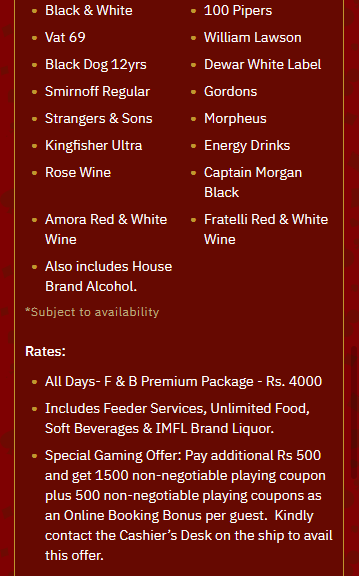 Black & White
100 Pipers
Vat 69
William Lawson
Black Dog 12yrs
Dewar White Label
Smirnoff Regular
Gordons
Strangers & Sons
Morpheus
Kingfisher Ultra
Energy Drinks
Rose Wine
Captain Morgan
Black
Amora Red & White
Wine
Fratelli Red & White
Wine
Also includes House
Brand Alcohol.
*Subject to availability
Rates:
All Days- F & B Premium Package - Rs. 4000
Includes Feeder Services, Unlimited Food,
Soft Beverages & IMFL Brand Liquor.
Special Gaming Offer: Pay additional Rs 500
and get 1500 non-negotiable playing coupon
plus 500 non-negotiable playing coupons as
an Online Booking Bonus per guest.  Kindly
contact the Cashier’s Desk on the ship to avail
this offer.